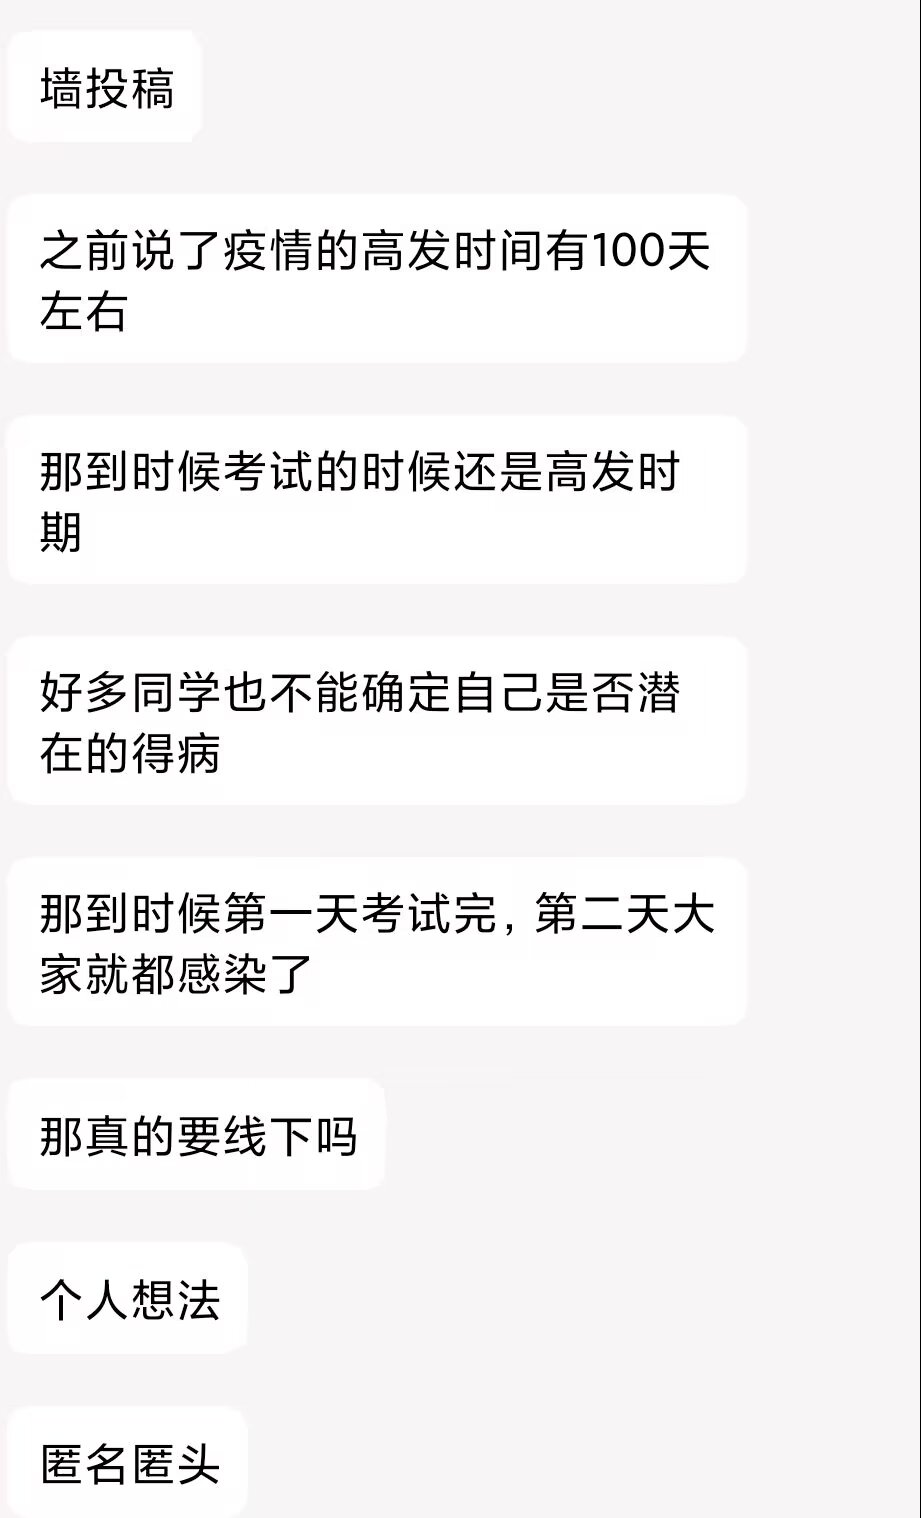 墙投稿
之前说了疫情的高发时间有100天
左右
那到时候考试的时候还是高发时
期
好多同学也不能确定自己是否潜
在的得病
那到时候第一天考试完,第二天大
家就都感染了
那真的要线下吗
个人想法
匿名匿头